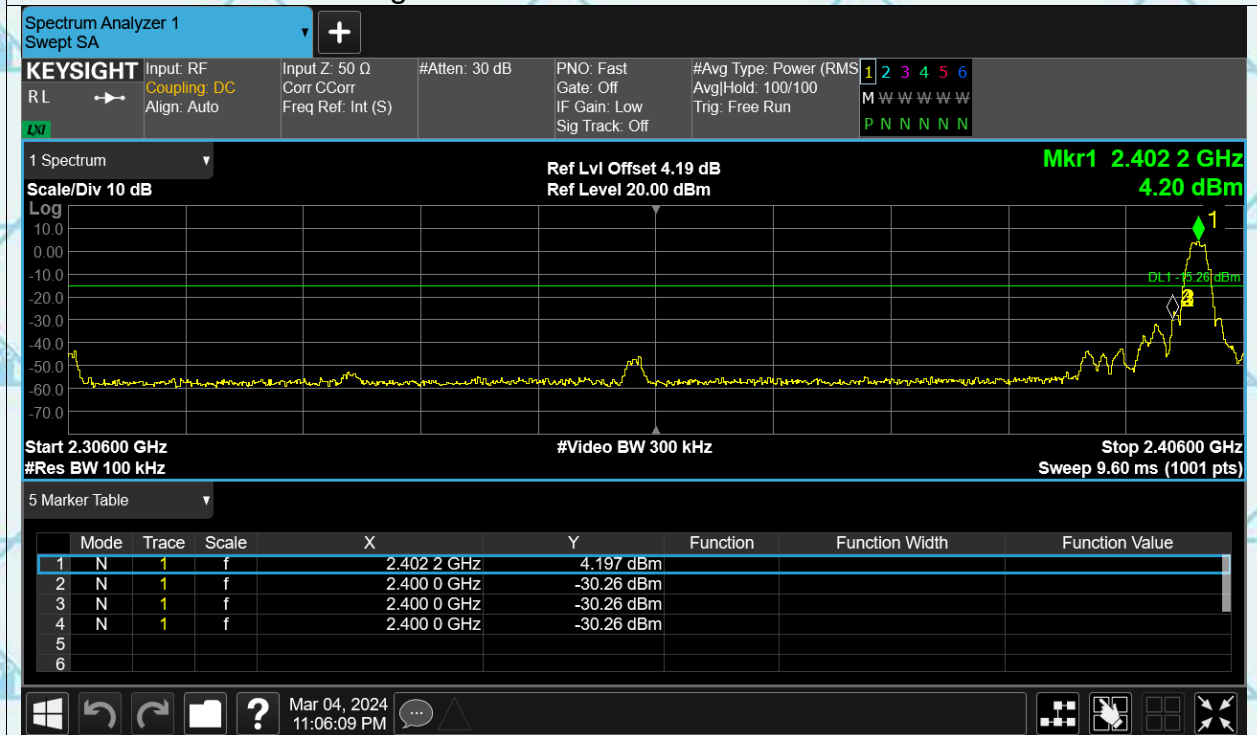 Spectrum Analyzer 1
Swept SA
+
KEYSIGHT
RL
LXI
Input: RF
Coupling: DC
Align: Auto
Input Z: 50 Ω
Corr CCorr
Freq Ref: Int (S)
#Atten: 30 dB
PNO: Fast
Gate: Off
IF Gain: Low
Sig Track: Off
#Avg Type: Power (RMS
Avg|Hold: 100/100
Trig: Free Run
1 2 3 4 5 6
M W W W W W
P N N N N N
1 Spectrum
Scale/Div 10 dB
Ref Lvl Offset 4.19 dB
Ref Level 20.00 dBm
Mkr1 2.402 2 GHz
4.20 dBm
Log
10.0
0.00
-10.0
-20.0
-30.0
-40.0
-50.0
-60.0
-70.0
1
DL1 -15.26 dBm
Start 2.30600 GHz
#Video BW 300 kHz
Stop 2.40600 GHz
#Res BW 100 kHz
Sweep 9.60 ms (1001 pts)
5 Marker Table
Mode Trace Scale X Y Function Function Width Function Value
1 N 1 f 2.402 2 GHz 4.197 dBm
2 N 1 f 2.400 0 GHz -30.26 dBm
3 N 1 f 2.400 0 GHz -30.26 dBm
4 N 1 f 2.400 0 GHz -30.26 dBm
5
6
?
Mar 04, 2024
11:06:09 PM